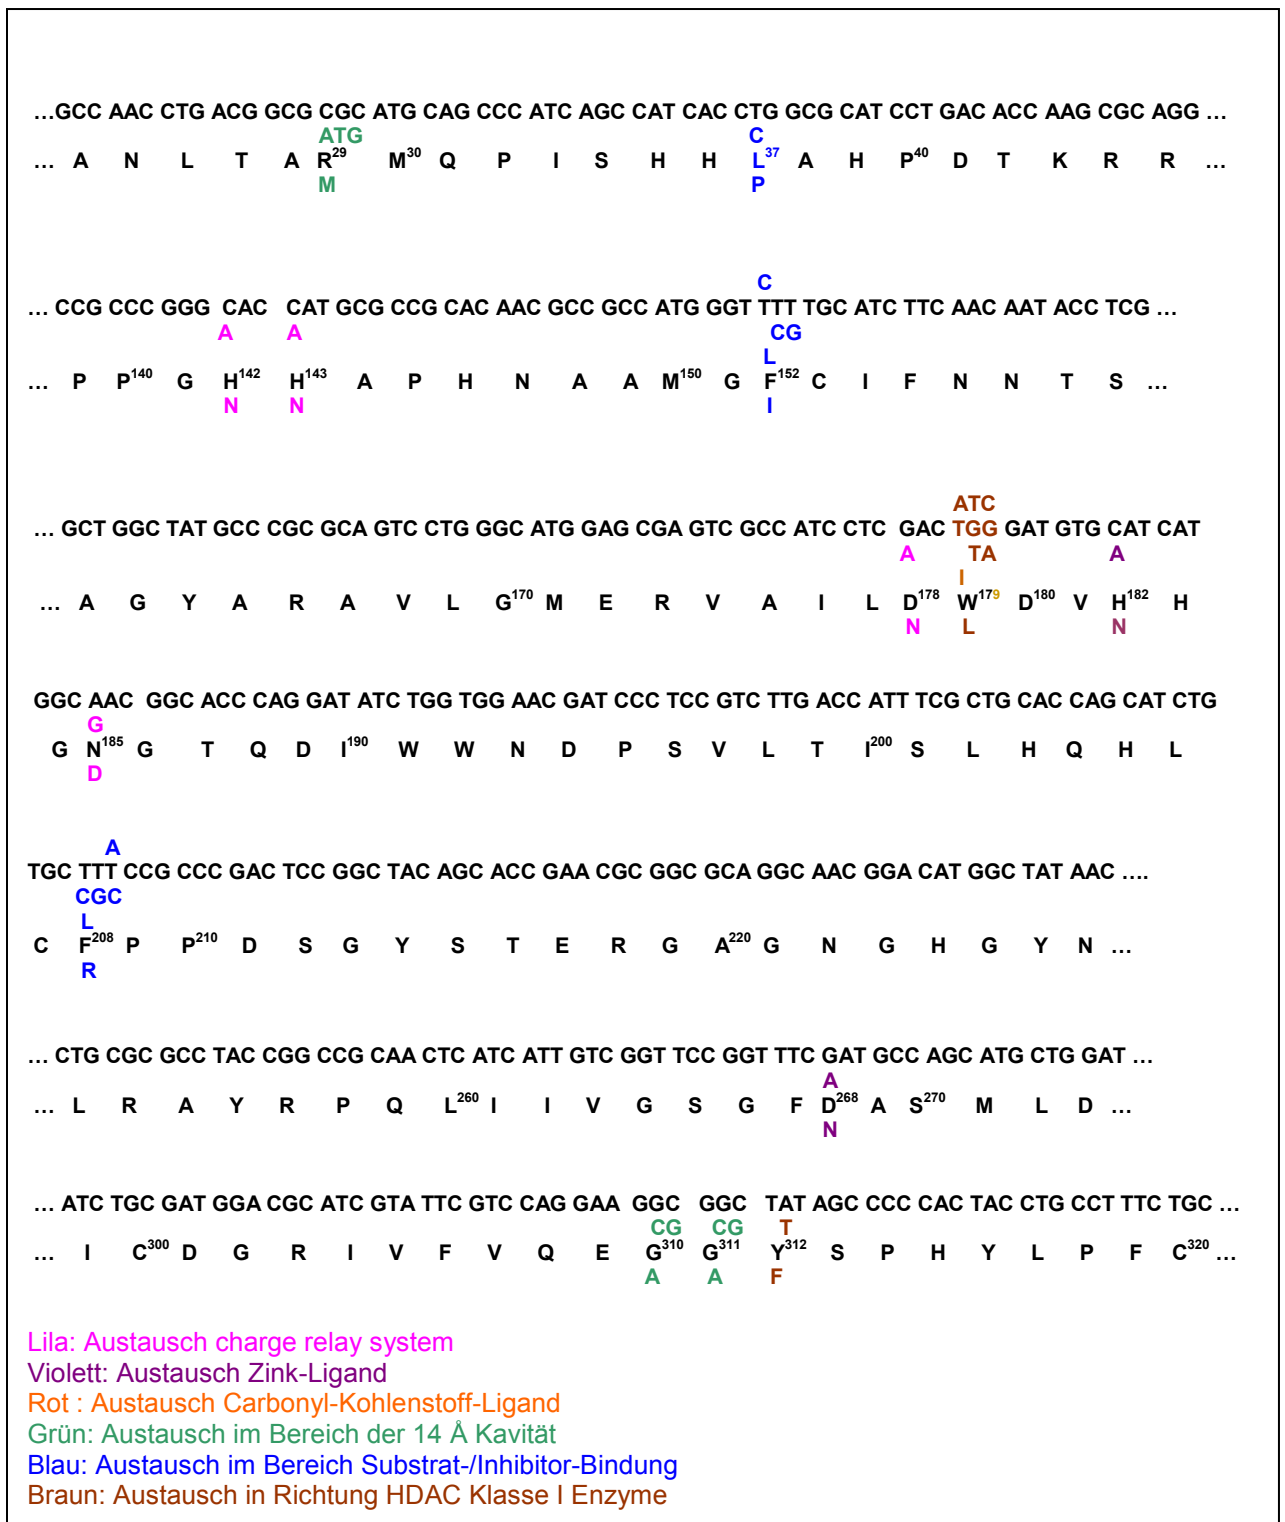 …GCC AAC CTG ACG GCG CGC ATG CAG CCC ATC AGC CAT CAC CTG GCG CAT CCT GAC ACC AAG CGC AGG …
ATG C
… A N L T A R29 M30 Q P I S H H L37 A H P40 D T K R R …
M P
C
… CCG CCC GGG CAC CAT GCG CCG CAC AAC GCC GCC ATG GGT TTT TGC ATC TTC AAC AAT ACC TCG …
A A CG
L
… P P140 G H142 H143 A P H N A A M150 G F152 C I F N N T S …
N N I
ATC
… GCT GGC TAT GCC CGC GCA GTC CTG GGC ATG GAG CGA GTC GCC ATC CTC GAC TGG GAT GTG CAT CAT
A TA A
I
… A G Y A R A V L G170 M E R V A I L D178 W179 D180 V H182 H
N L N
GGC AAC GGC ACC CAG GAT ATC TGG TGG AAC GAT CCC TCC GTC TTG ACC ATT TCG CTG CAC CAG CAT CTG
G
G N185 G T Q D I190 W W N D P S V L T I200 S L H Q H L
D
A
TGC TTT CCG CCC GAC TCC GGC TAC AGC ACC GAA CGC GGC GCA GGC AAC GGA CAT GGC TAT AAC ….
CGC
L
C F208 P P210 D S G Y S T E R G A220 G N G H G Y N …
R
… CTG CGC GCC TAC CGG CCG CAA CTC ATC ATT GTC GGT TCC GGT TTC GAT GCC AGC ATG CTG GAT …
A
… L R A Y R P Q L260 I I V G S G F D268 A S270 M L D …
N
… ATC TGC GAT GGA CGC ATC GTA TTC GTC CAG GAA GGC GGC TAT AGC CCC CAC TAC CTG CCT TTC TGC …
CG CG T
… I C300 D G R I V F V Q E G310 G311 Y312 S P H Y L P F C320 …
A A F
Lila: Austausch charge relay system
Violett: Austausch Zink-Ligand
Rot : Austausch Carbonyl-Kohlenstoff-Ligand
Grün: Austausch im Bereich der 14 Å Kavität
Blau: Austausch im Bereich Substrat-/Inhibitor-Bindung
Braun: Austausch in Richtung HDAC Klasse I Enzyme